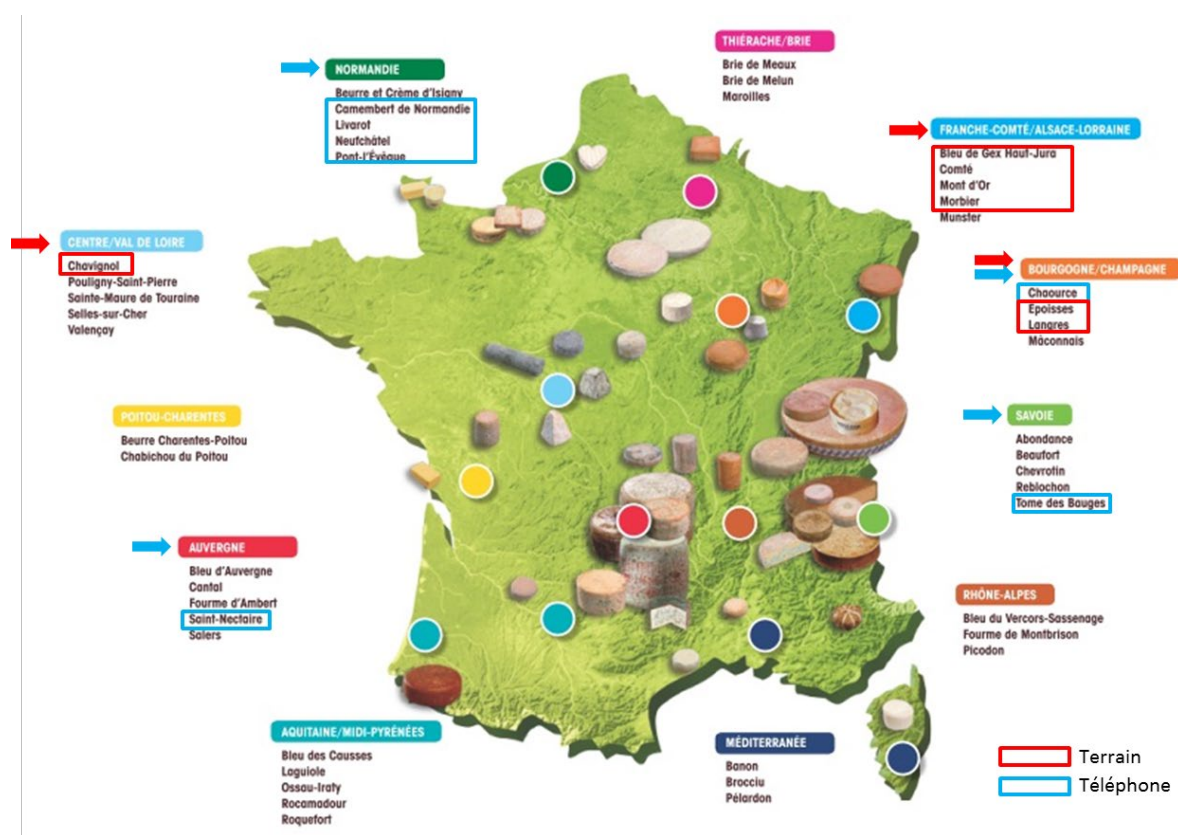 THIÉRACHE/BRIE
Brie de Meaux
Brie de Melun
Maroilles
NORMANDIE
Beurre et Crème d'Isigny
Camembert de Normandie
Livarot
Neufchâtel
Pont-l'Évêque
FRANCHE-COMTÉ/ALSACE-LORRAINE
Bleu de Gex Haut-Jura
Comté
Mont d'Or
Morbier
Munster
CENTRE/VAL DE LOIRE
Chavignol
Pouligny-Saint-Pierre
Sainte-Maure de Touraine
Selles-sur-Cher
Valençay
BOURGOGNE/CHAMPAGNE
Chaource
Epoisses
Langres
Mâconnais
POITOU-CHARENTES
Beurre Charentes-Poitou
Chabichou du Poitou
SAVOIE
Abondance
Beaufort
Chevrotin
Reblochon
Tome des Bauges
AUVERGNE
Bleu d'Auvergne
Cantal
Fourme d'Ambert
Saint-Nectaire
Salers
RHÔNE-ALPES
Bleu du Vercors-Sassenage
Fourme de Montbrison
Picodon
AQUITAINE/MIDI-PYRÉNÉES
Bleu des Causses
Laguiole
Ossau-Iraty
Rocamadour
Roquefort
MÉDITERRANÉE
Banon
Brocciu
Pélardon
Terrain
Téléphone